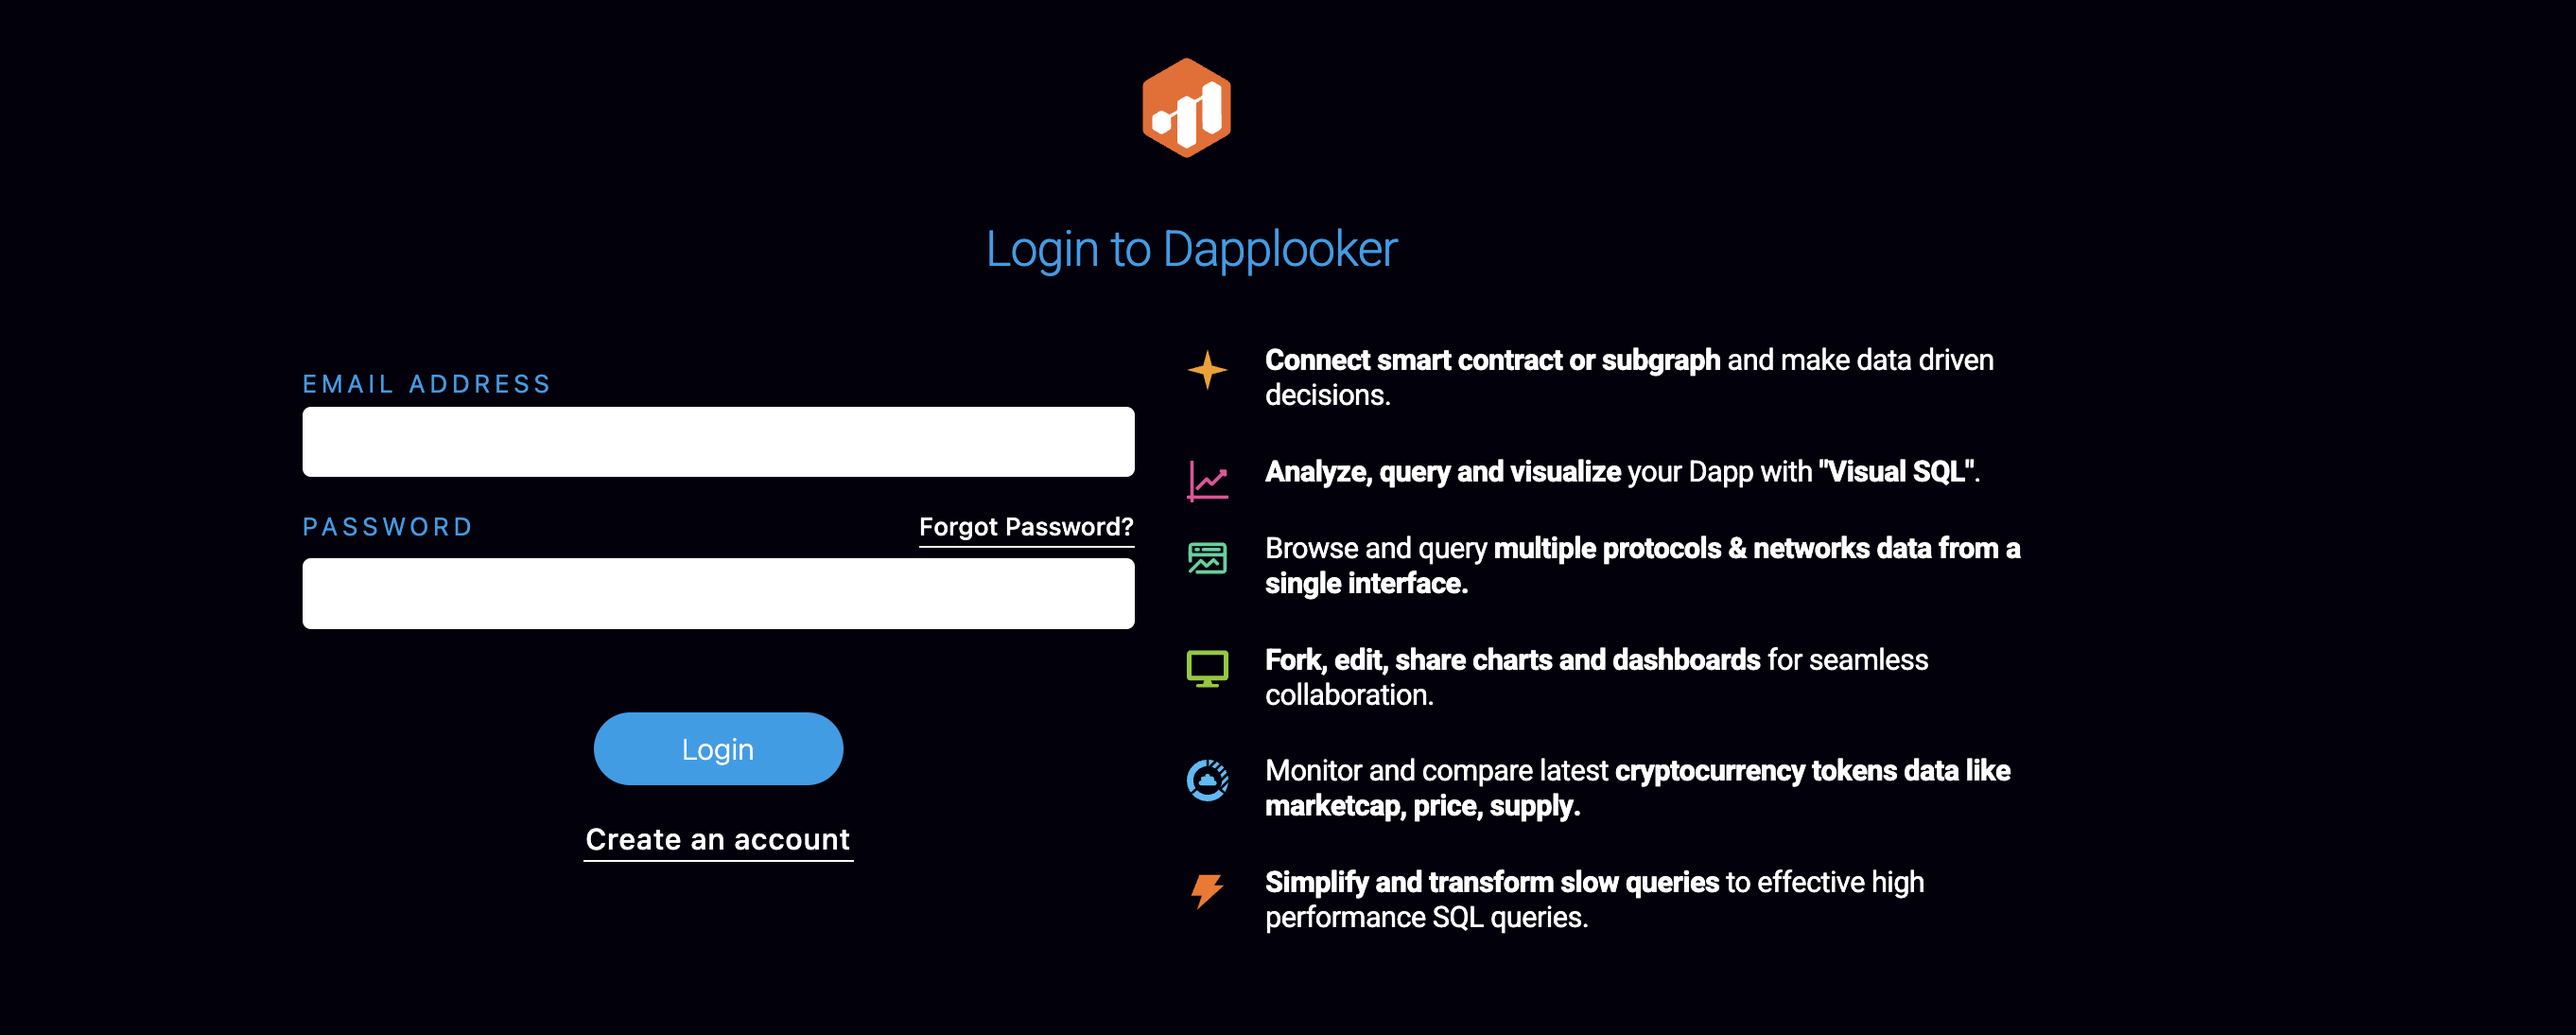 Login to Dapplooker
EMAIL ADDRESS
PASSWORD
Forgot Password?
Login
Create an account
Connect smart contract or subgraph and make data driven
decisions.
Analyze, query and visualize your Dapp with "Visual SQL".
Browse and query multiple protocols & networks data from a
single interface.
Fork, edit, share charts and dashboards for seamless
collaboration.
Monitor and compare latest cryptocurrency tokens data like
marketcap, price, supply.
Simplify and transform slow queries to effective high
performance SQL queries.